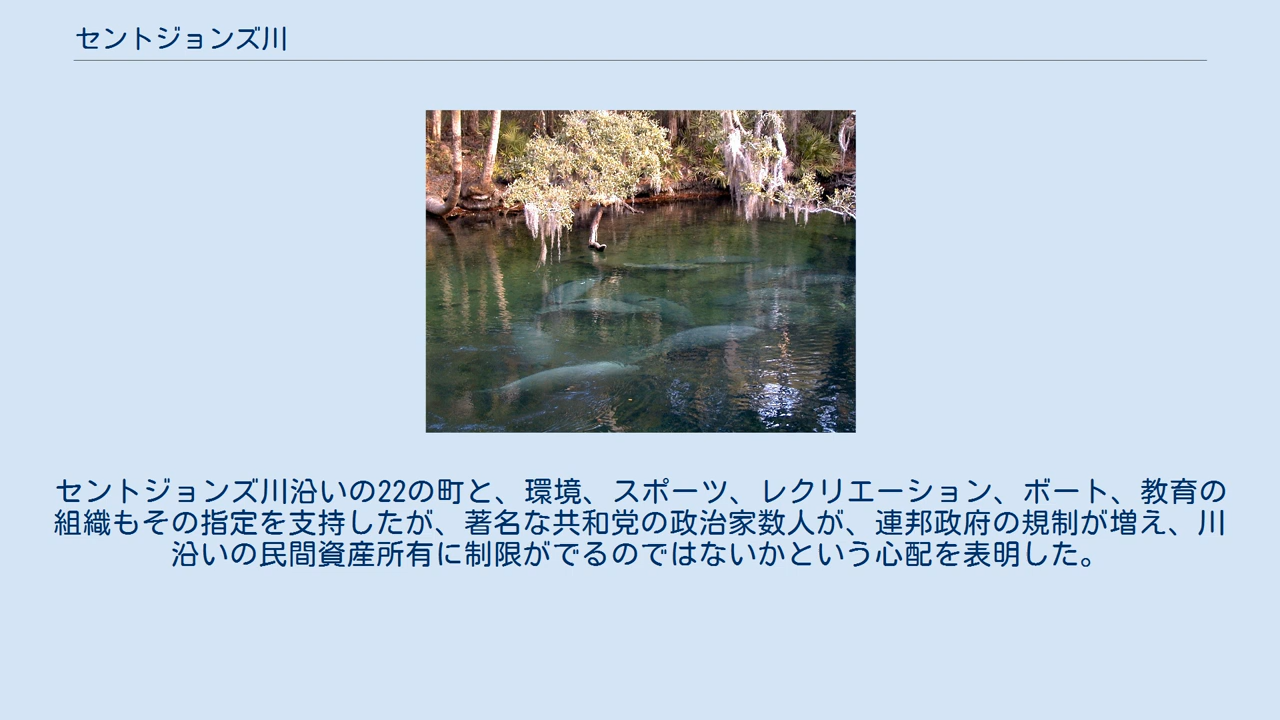 セントジョンズ川
セントジョンズ川沿いの22の町と、環境、スポーツ、レクリエーション、ボート、教育の
組織もその指定を支持したが、著名な共和党の政治家数人が、連邦政府の規制が増え、川
沿いの民間資産所有に制限がでるのではないかという心配を表明した。